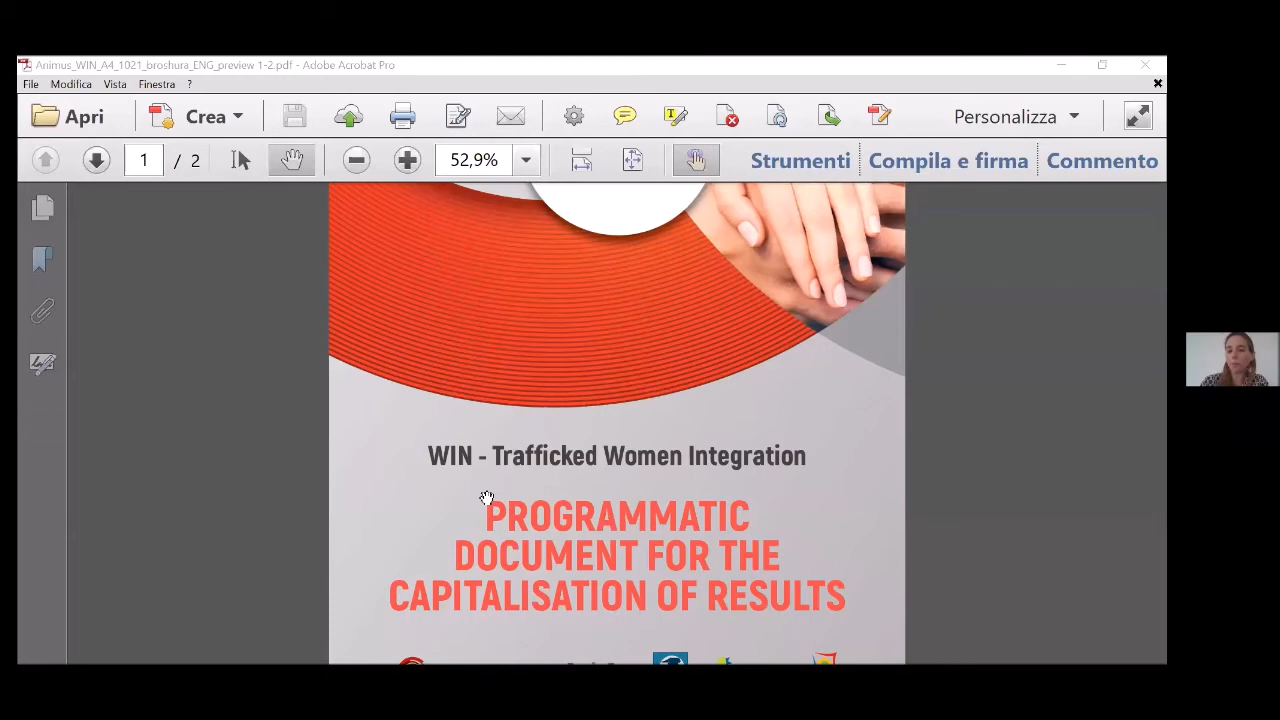 Animus_WIN_A4_1021_broshura_ENG_preview 1-2.pdf - Adobe Acrobat Pro
File Modifica Vista Finestra ?
Apri Crea Personalizza
1 / 2 52,9% Strumenti Compila e firma Commento
WIN - Trafficked Women Integration
PROGRAMMATIC
DOCUMENT FOR THE
CAPITALISATION OF RESULTS